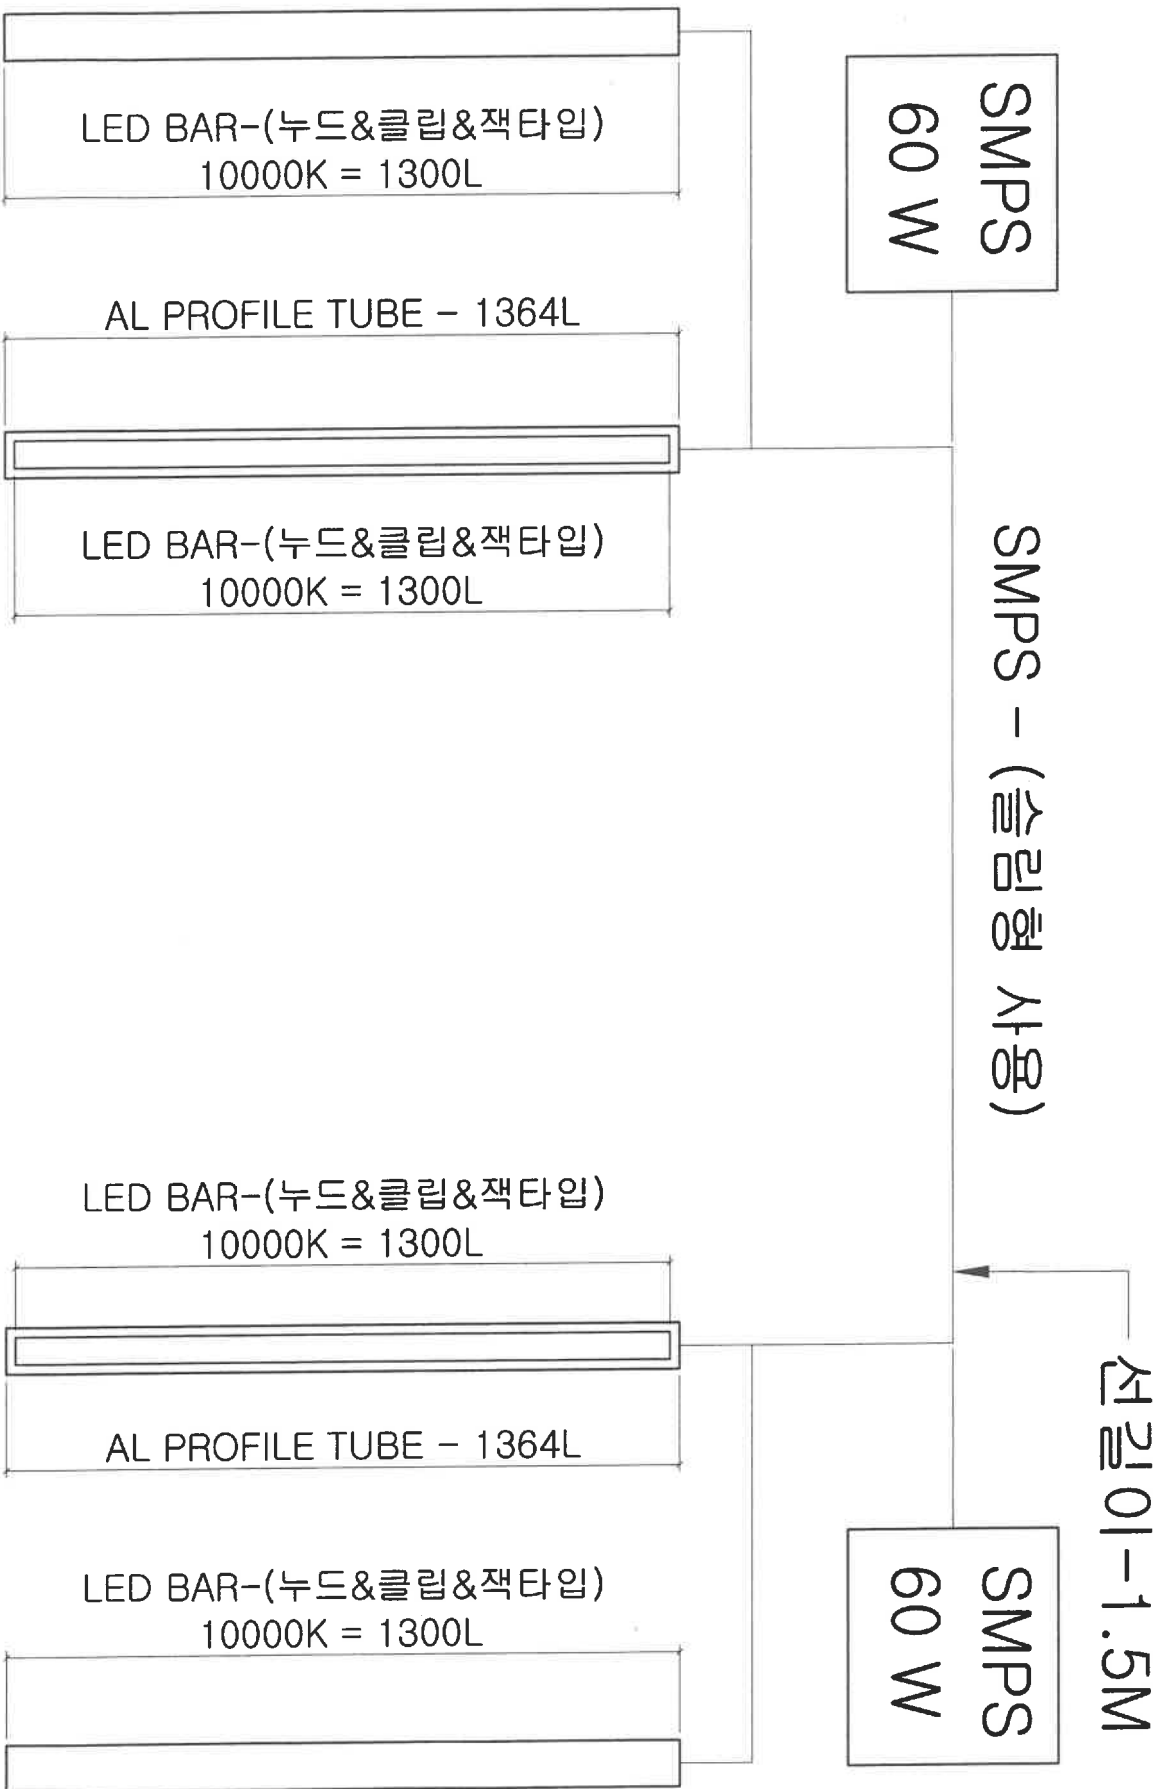 SMPS
60 W
LED BAR-(누드&클립&잭타입)
10000K = 1300L
AL PROFILE TUBE - 1364L
LED BAR-(누드&클립&잭타입)
10000K = 1300L
SMPS - (슬림형 사용)
LED BAR-(누드&클립&잭타입)
10000K = 1300L
선길이-1.5M
AL PROFILE TUBE - 1364L
SMPS
60 W
LED BAR-(누드&클립&잭타입)
10000K = 1300L